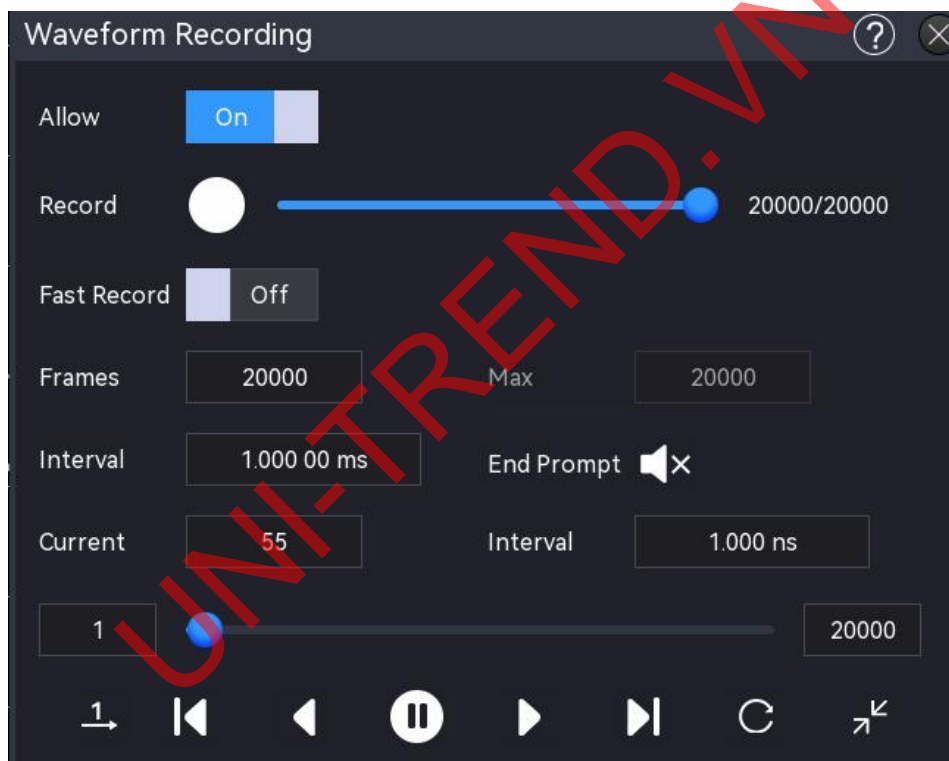 Waveform Recording ?
Allow On
Record 20000/20000
Fast Record Off
Frames 20000 Max 20000
Interval 1.000 00 ms End Prompt
Current 55 Interval 1.000 ns
1 20000
1
UNI-TREND.VN